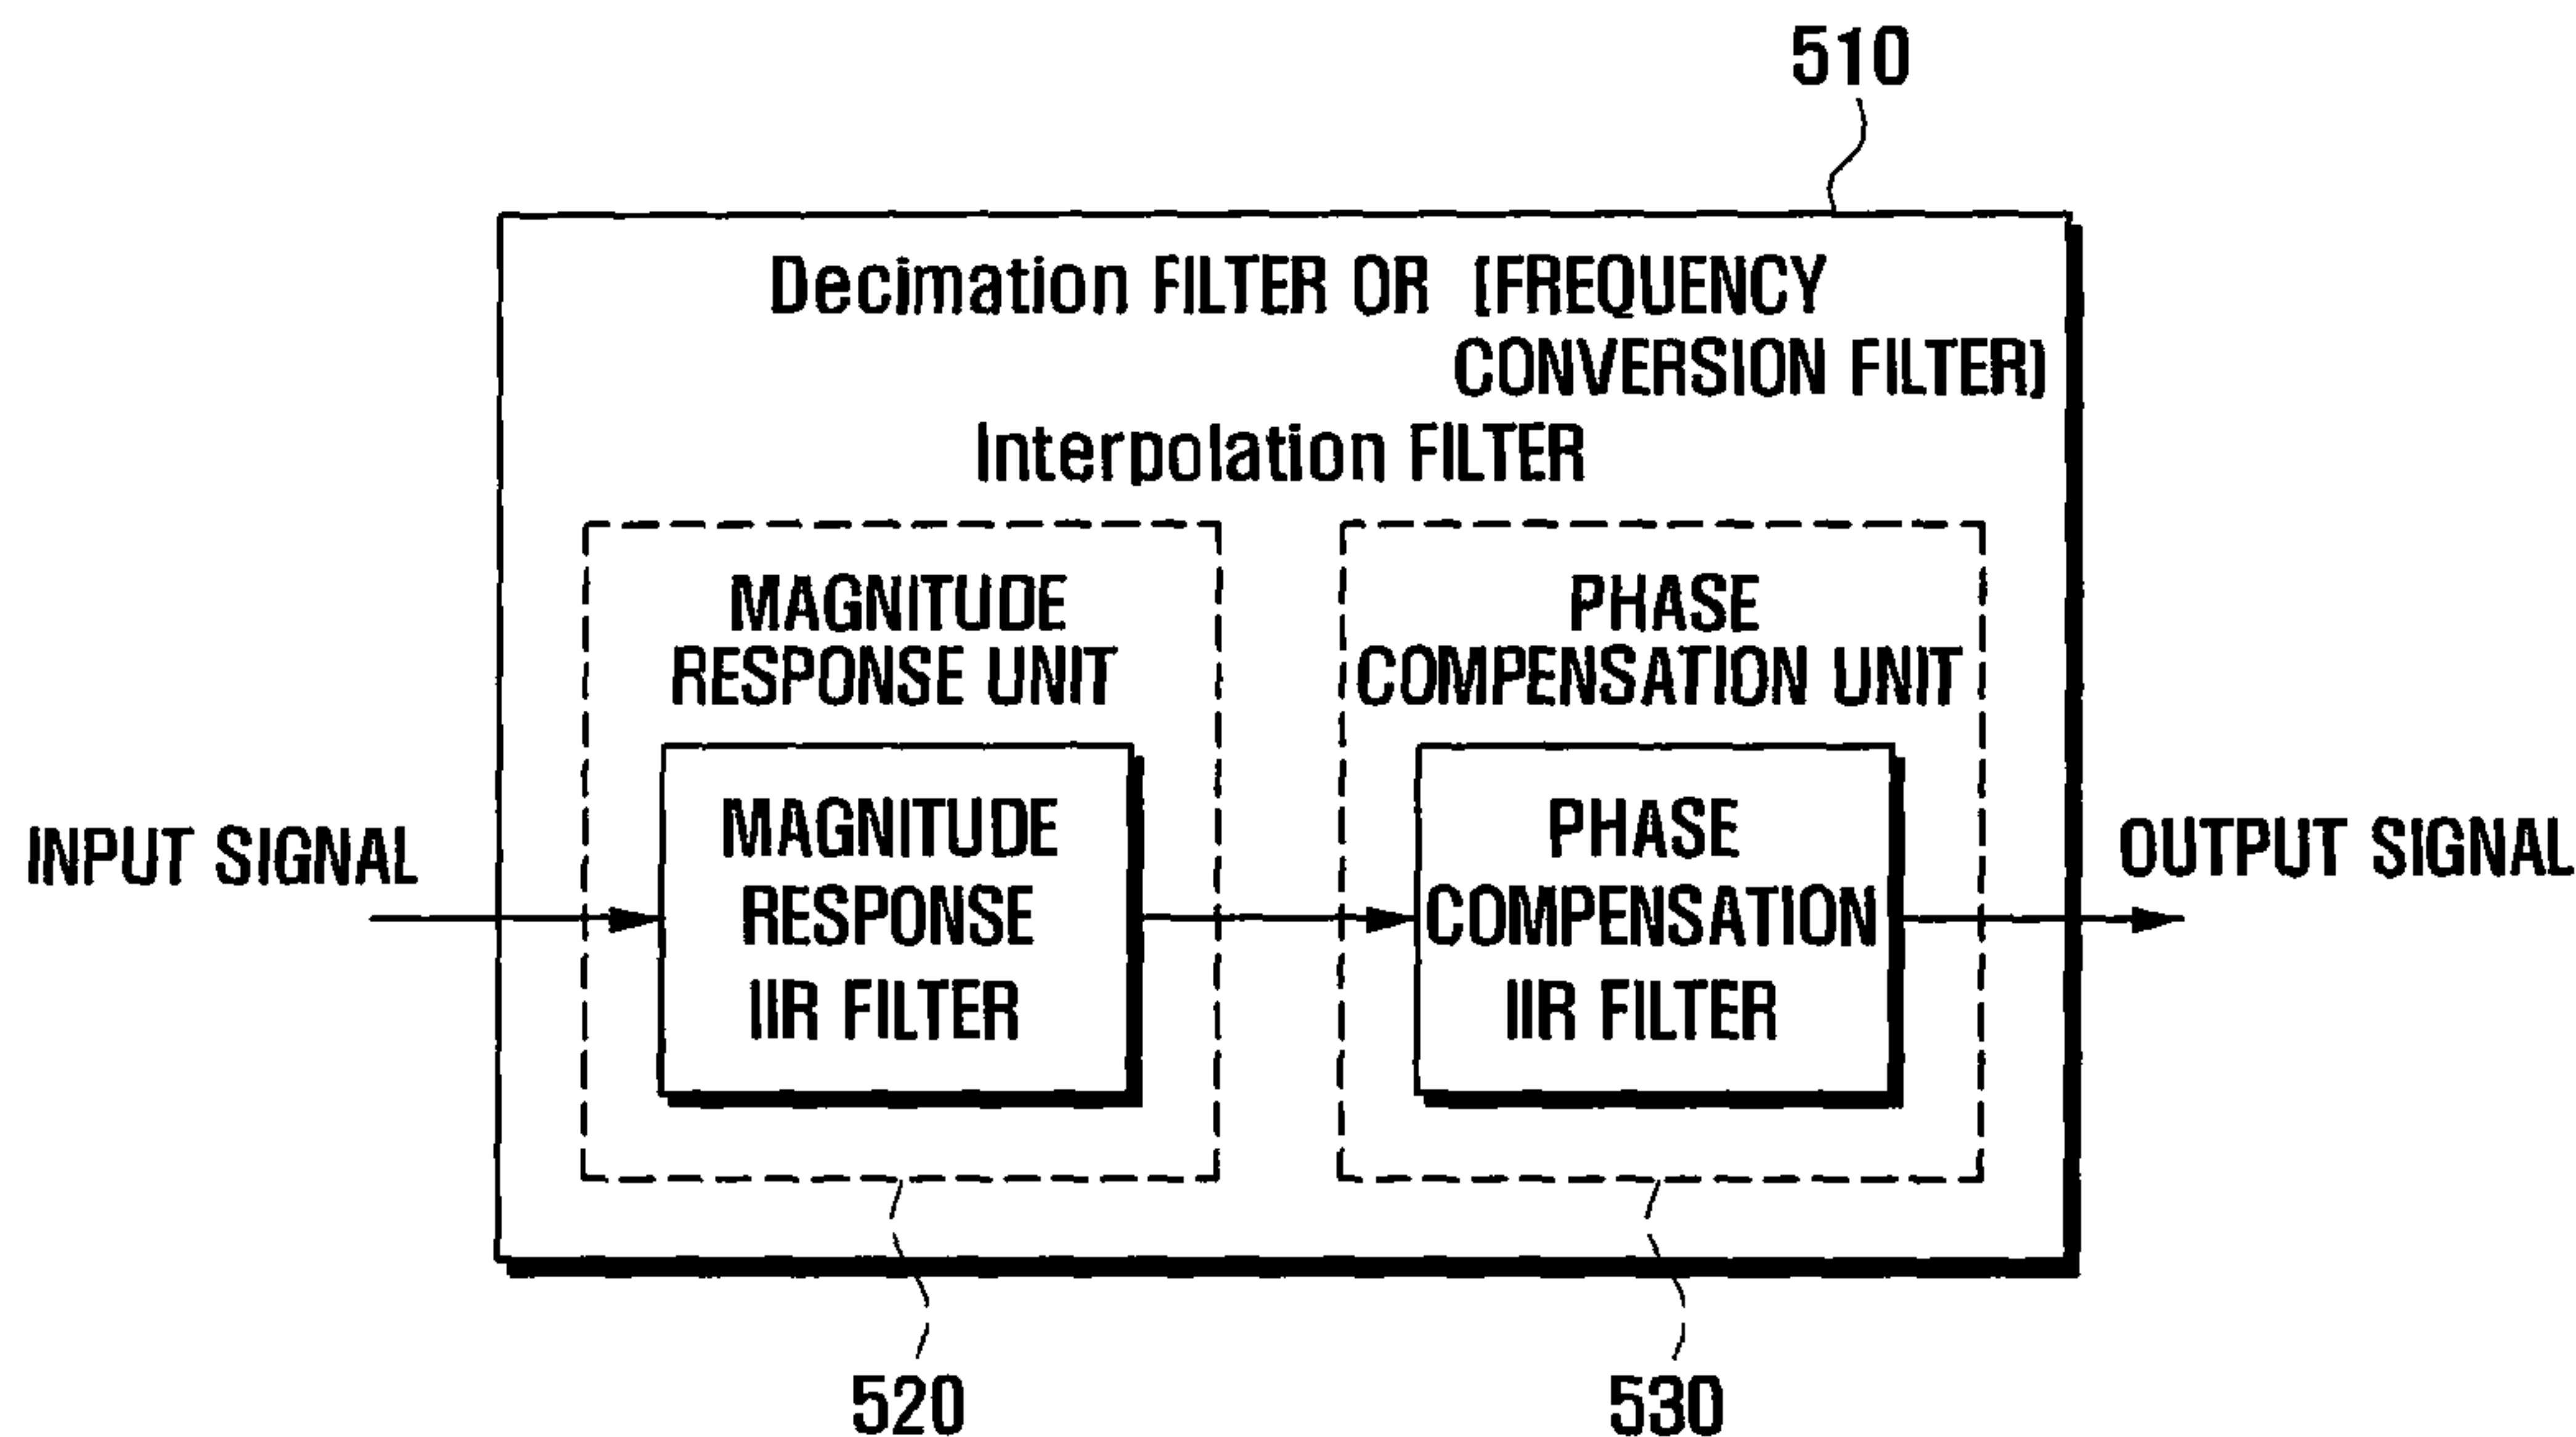 510
Decimation FILTER OR (FREQUENCY
CONVERSION FILTER)
Interpolation FILTER
MAGNITUDE
RESPONSE UNIT
PHASE
COMPENSATION UNIT
INPUT SIGNAL
MAGNITUDE
RESPONSE
IIR FILTER
PHASE
COMPENSATION
IIR FILTER
OUTPUT SIGNAL
520
530